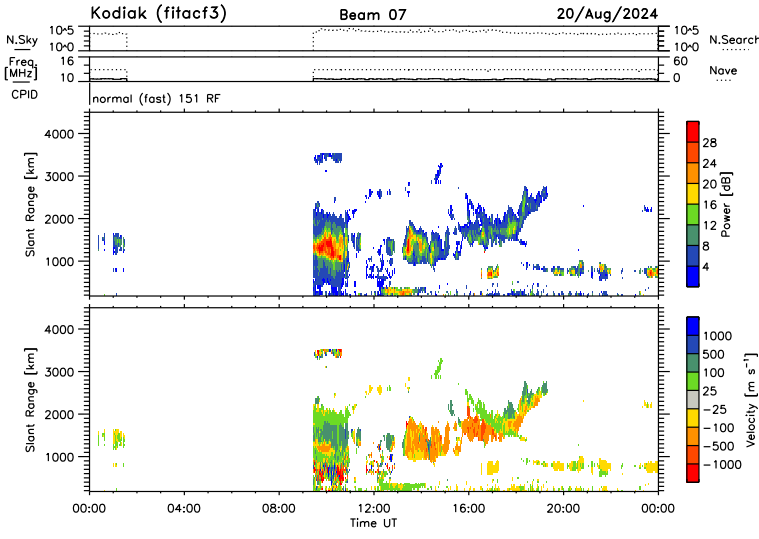 Kodiak (fitacf3) Beam 07 20/Aug/2024
N.Sky 10^5 10^0 10^5 10^0 N.Search
Freq. [MHz] 16 10 60 0 Nave
CPID normal (fast) 151 RF
Slant Range [km] 4000 3000 2000 1000
Power [dB] 28 24 20 16 12 8 4
Slant Range [km] 4000 3000 2000 1000
Velocity [m s⁻¹] 1000 500 100 25 −25 −100 −500 −1000
00:00 04:00 08:00 12:00 16:00 20:00 00:00
Time UT